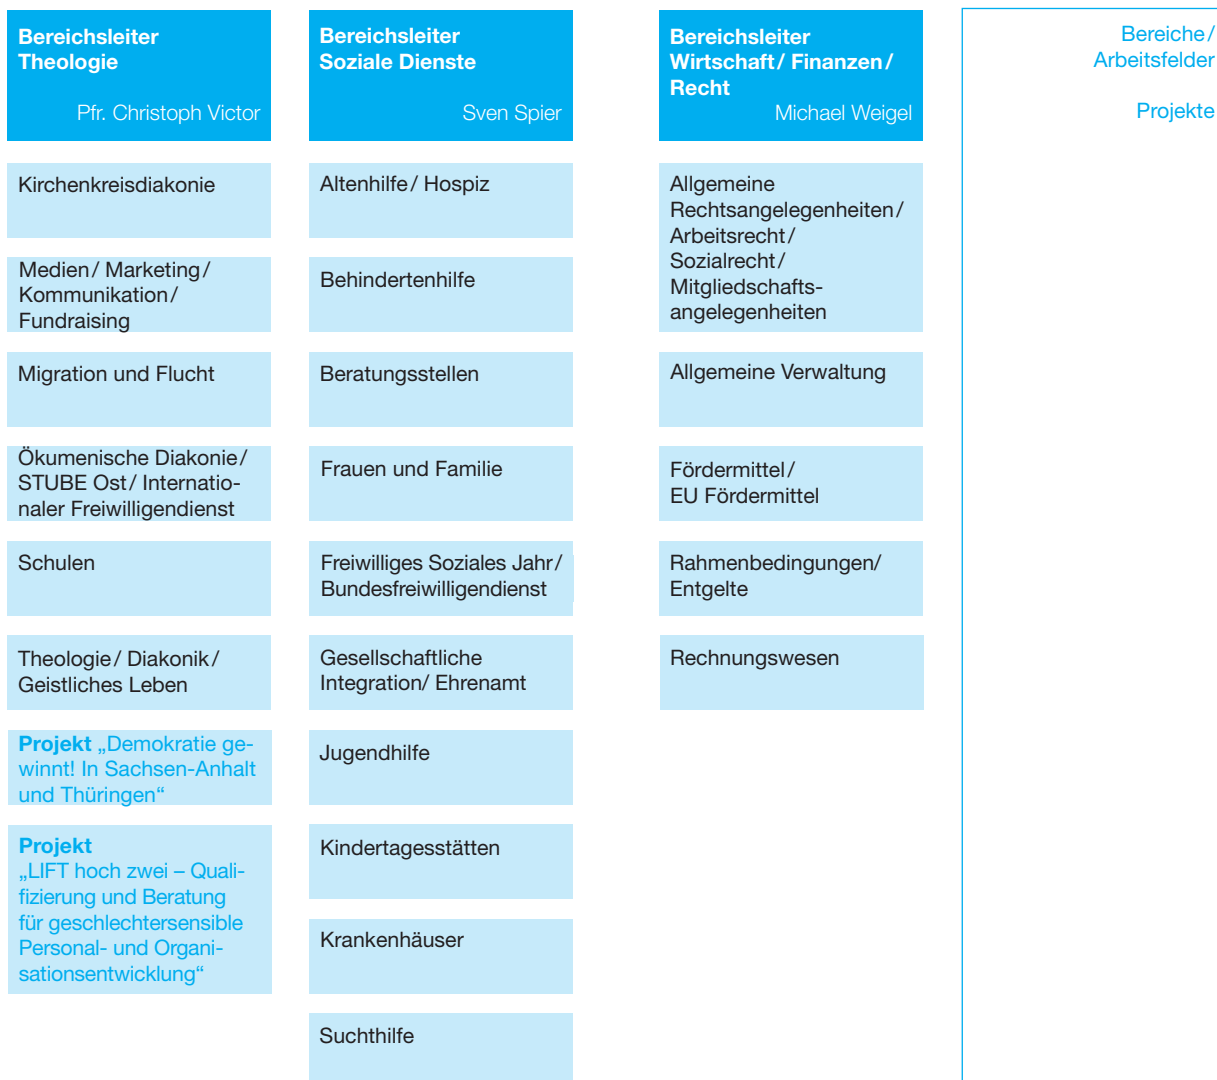 Bereichsleiter
Theologie
Pfr. Christoph Victor
Kirchenkreisdiakonie
Medien / Marketing /
Kommunikation /
Fundraising
Migration und Flucht
Ökumenische Diakonie /
STUBE Ost / Internatio-
naler Freiwilligendienst
Schulen
Theologie / Diakonik /
Geistliches Leben
Projekt „Demokratie ge-
winnt! In Sachsen-Anhalt
und Thüringen“
Projekt
„LIFT hoch zwei – Quali-
fizierung und Beratung
für geschlechtersensible
Personal- und Organi-
sationsentwicklung“
Bereichsleiter
Soziale Dienste
Sven Spier
Altenhilfe / Hospiz
Behindertenhilfe
Beratungsstellen
Frauen und Familie
Freiwilliges Soziales Jahr /
Bundesfreiwilligendienst
Gesellschaftliche
Integration/ Ehrenamt
Jugendhilfe
Kindertagesstätten
Krankenhäuser
Suchthilfe
Bereichsleiter
Wirtschaft / Finanzen /
Recht
Michael Weigel
Allgemeine
Rechtsangelegenheiten /
Arbeitsrecht /
Sozialrecht /
Mitgliedschafts-
angelegenheiten
Allgemeine Verwaltung
Fördermittel /
EU Fördermittel
Rahmenbedingungen/
Entgelte
Rechnungswesen
Bereiche /
Arbeitsfelder
Projekte